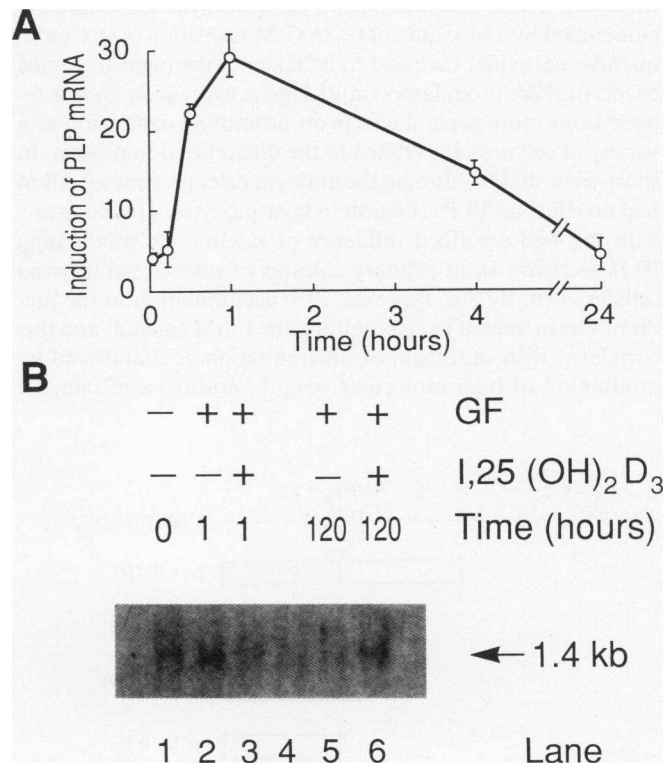 A
Induction of PLP mRNA
30
20
10
0
0 1 2 3 4 24
Time (hours)
B
— + + + + GF
— — + — + 1,25 (OH)₂ D₃
0 1 1 120 120 Time (hours)
← 1.4 kb
1 2 3 4 5 6 Lane